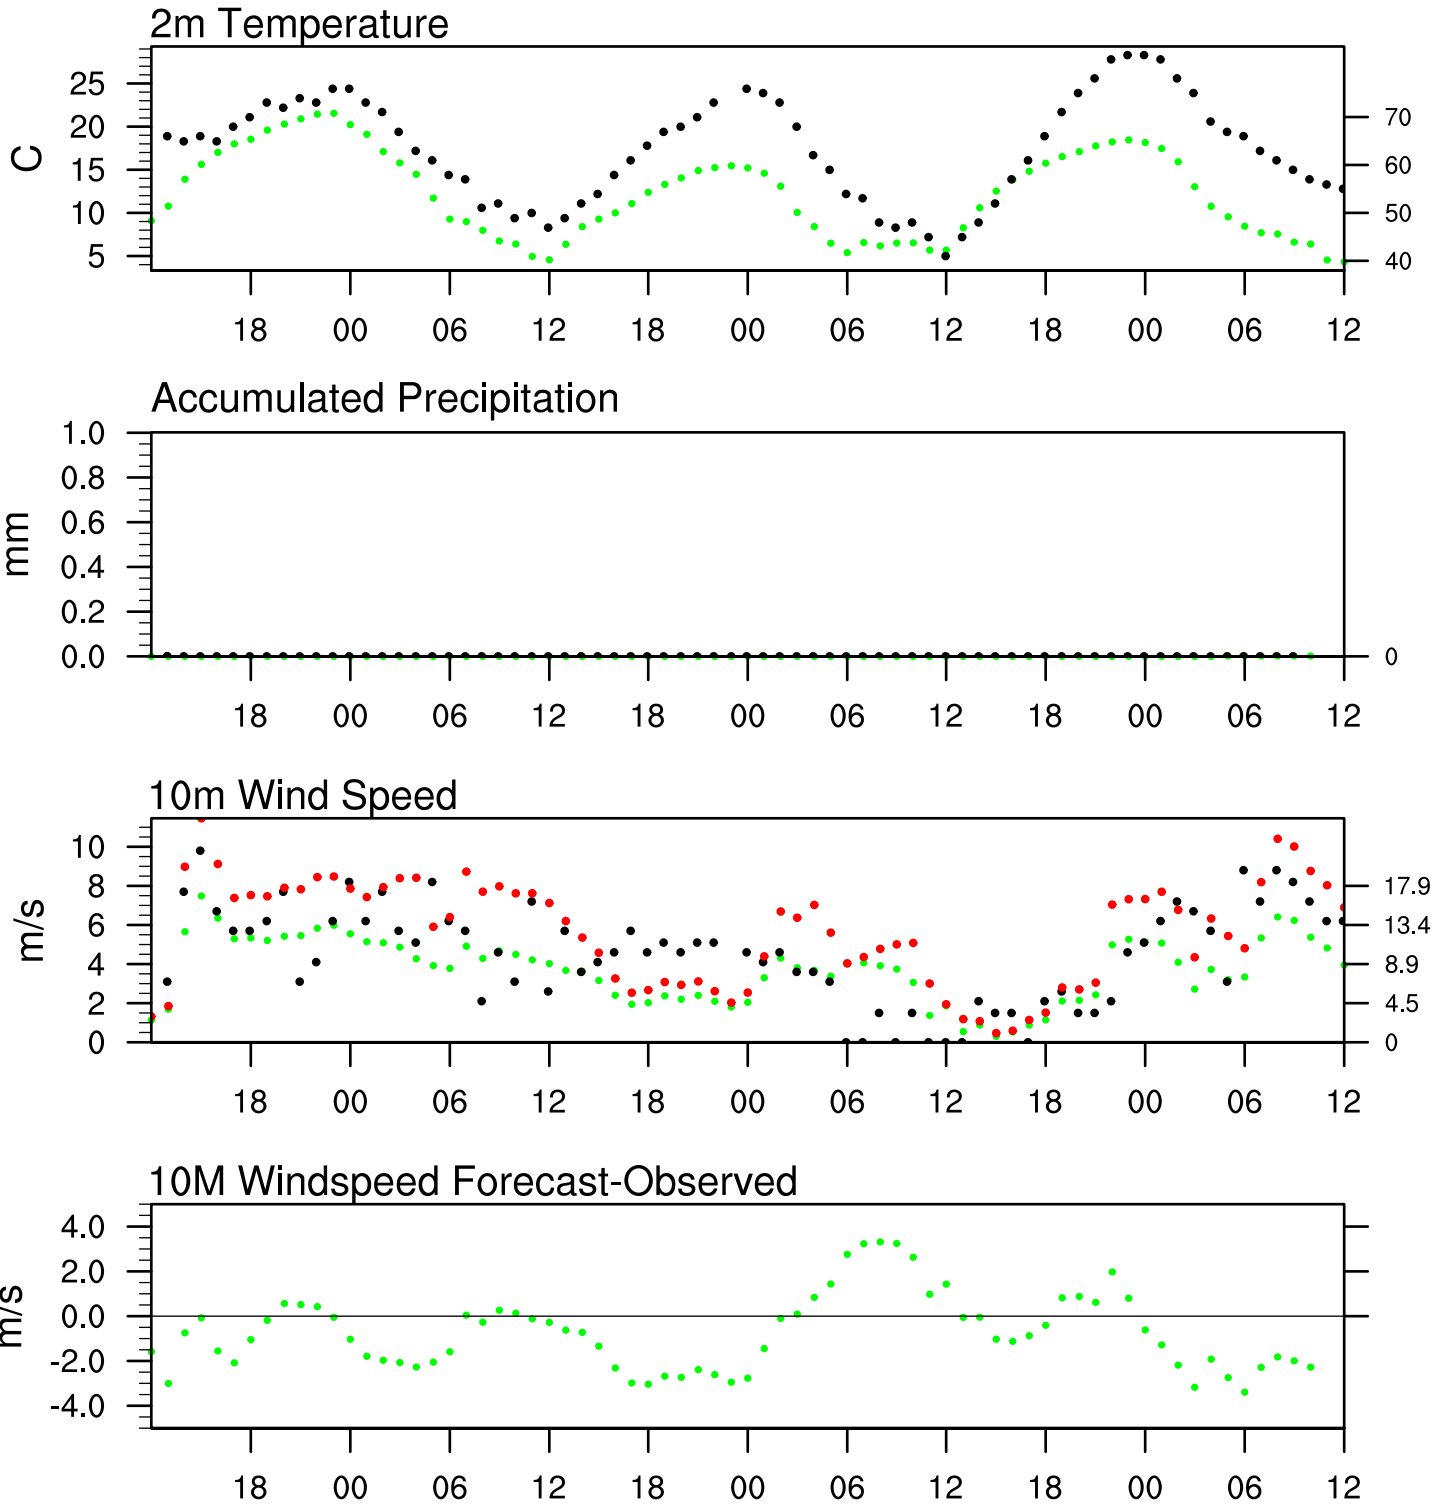 2m Temperature
C
25
20
15
10
5
70
60
50
40
18 00 06 12 18 00 06 12 18 00 06 12
Accumulated Precipitation
mm
1.0
0.8
0.6
0.4
0.2
0.0
0
18 00 06 12 18 00 06 12 18 00 06 12
10m Wind Speed
m/s
10
8
6
4
2
0
17.9
13.4
8.9
4.5
0
18 00 06 12 18 00 06 12 18 00 06 12
10M Windspeed Forecast-Observed
m/s
4.0
2.0
0.0
-2.0
-4.0
18 00 06 12 18 00 06 12 18 00 06 12